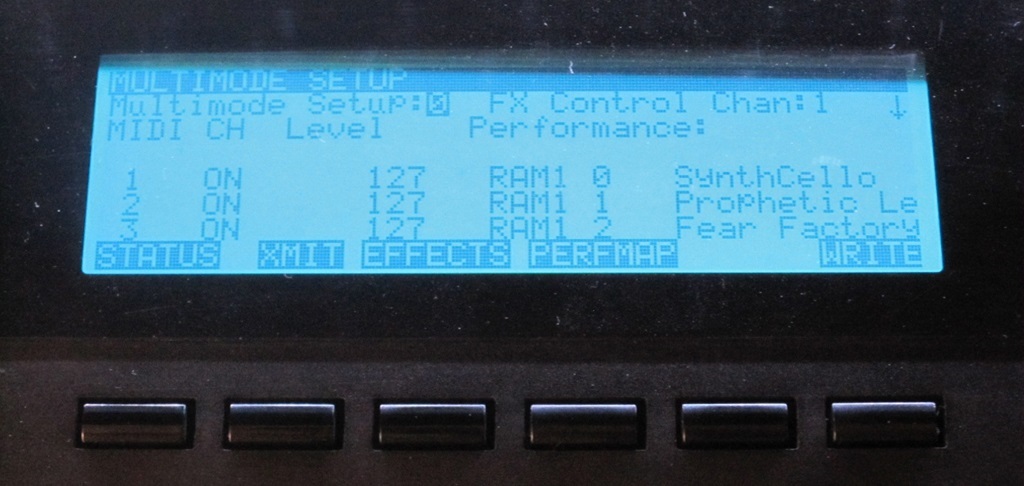 MULTIMODE SETUP
Multimode Setup: FX Control Chan:1 ↓
MIDI CH Level Performance:
1 ON 127 RAM1 0 SynthCello
2 ON 127 RAM1 1 Prophetic Le
3 ON 127 RAM1 2 Fear Factory
STATUS XMIT EFFECTS PERFMAP WRITE